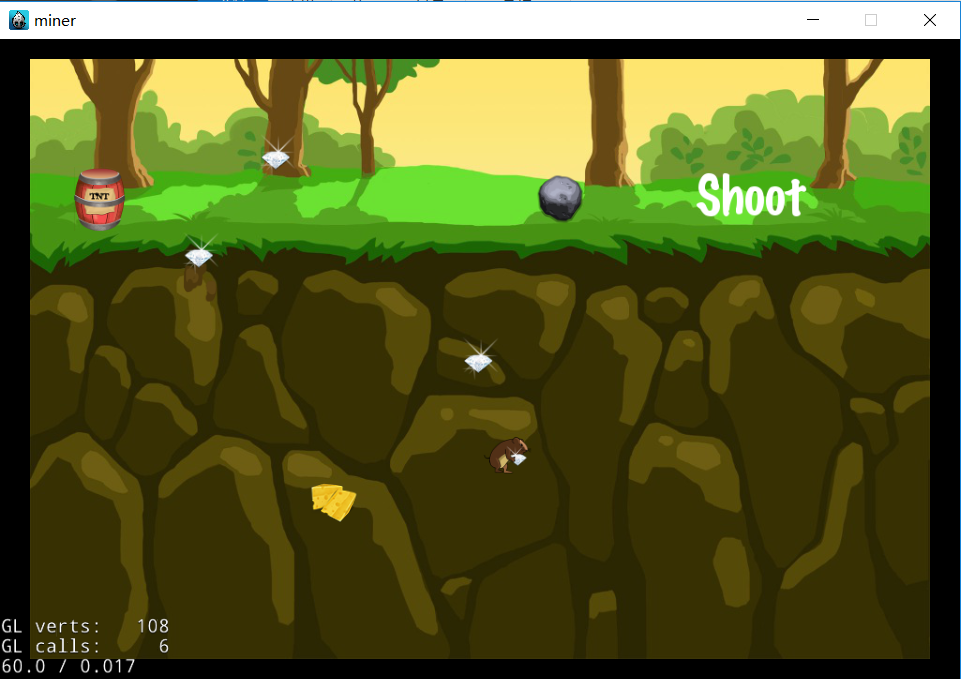 miner
TNT
Shoot
GL verts: 108
GL calls: 6
60.0 / 0.017